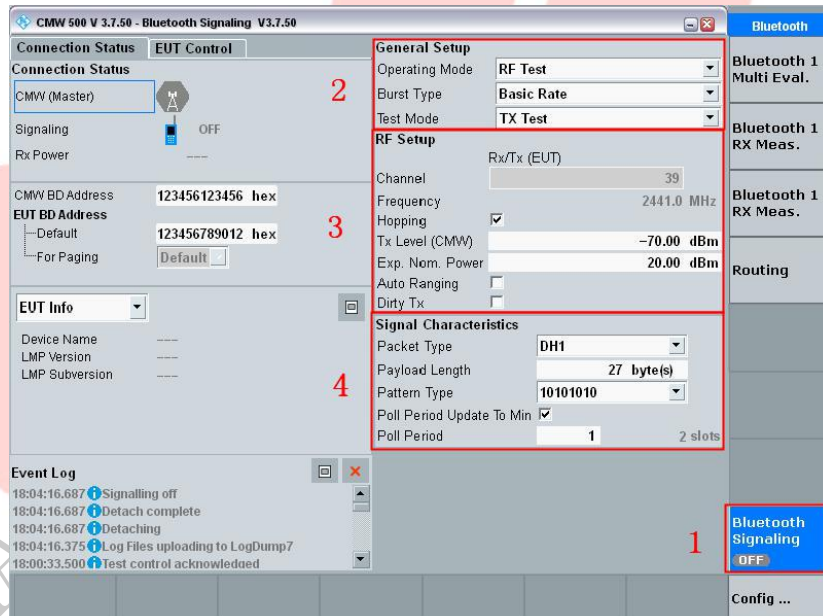 CMW 500 V 3.7.50 - Bluetooth Signaling V3.7.50
Connection Status
EUT Control
Connection Status
CMW (Master)
Signaling
OFF
Rx Power
---
CMW BD Address
123456123456 hex
EUT BD Address
Default
123456789012 hex
For Paging
Default
EUT Info
Device Name
---
LMP Version
---
LMP Subversion
---
Event Log
18:04:16.687 Signalling off
18:04:16.687 Detach complete
18:04:16.687 Detaching
18:04:16.375 Log Files uploading to LogDump7
18:00:33.500 Test control acknowledged
2
General Setup
Operating Mode
RF Test
Burst Type
Basic Rate
Test Mode
TX Test
3
RF Setup
Rx/Tx (EUT)
Channel
39
Frequency
2441.0 MHz
Hopping
Tx Level (CMW)
-70.00 dBm
Exp. Nom. Power
20.00 dBm
Auto Ranging
Dirty Tx
4
Signal Characteristics
Packet Type
DH1
Payload Length
27 byte(s)
Pattern Type
10101010
Poll Period Update To Min
Poll Period
1
2 slots
Bluetooth
Bluetooth 1
Multi Eval.
Bluetooth 1
RX Meas.
Bluetooth 1
RX Meas.
Routing
1
Bluetooth
Signaling
OFF
Config ...